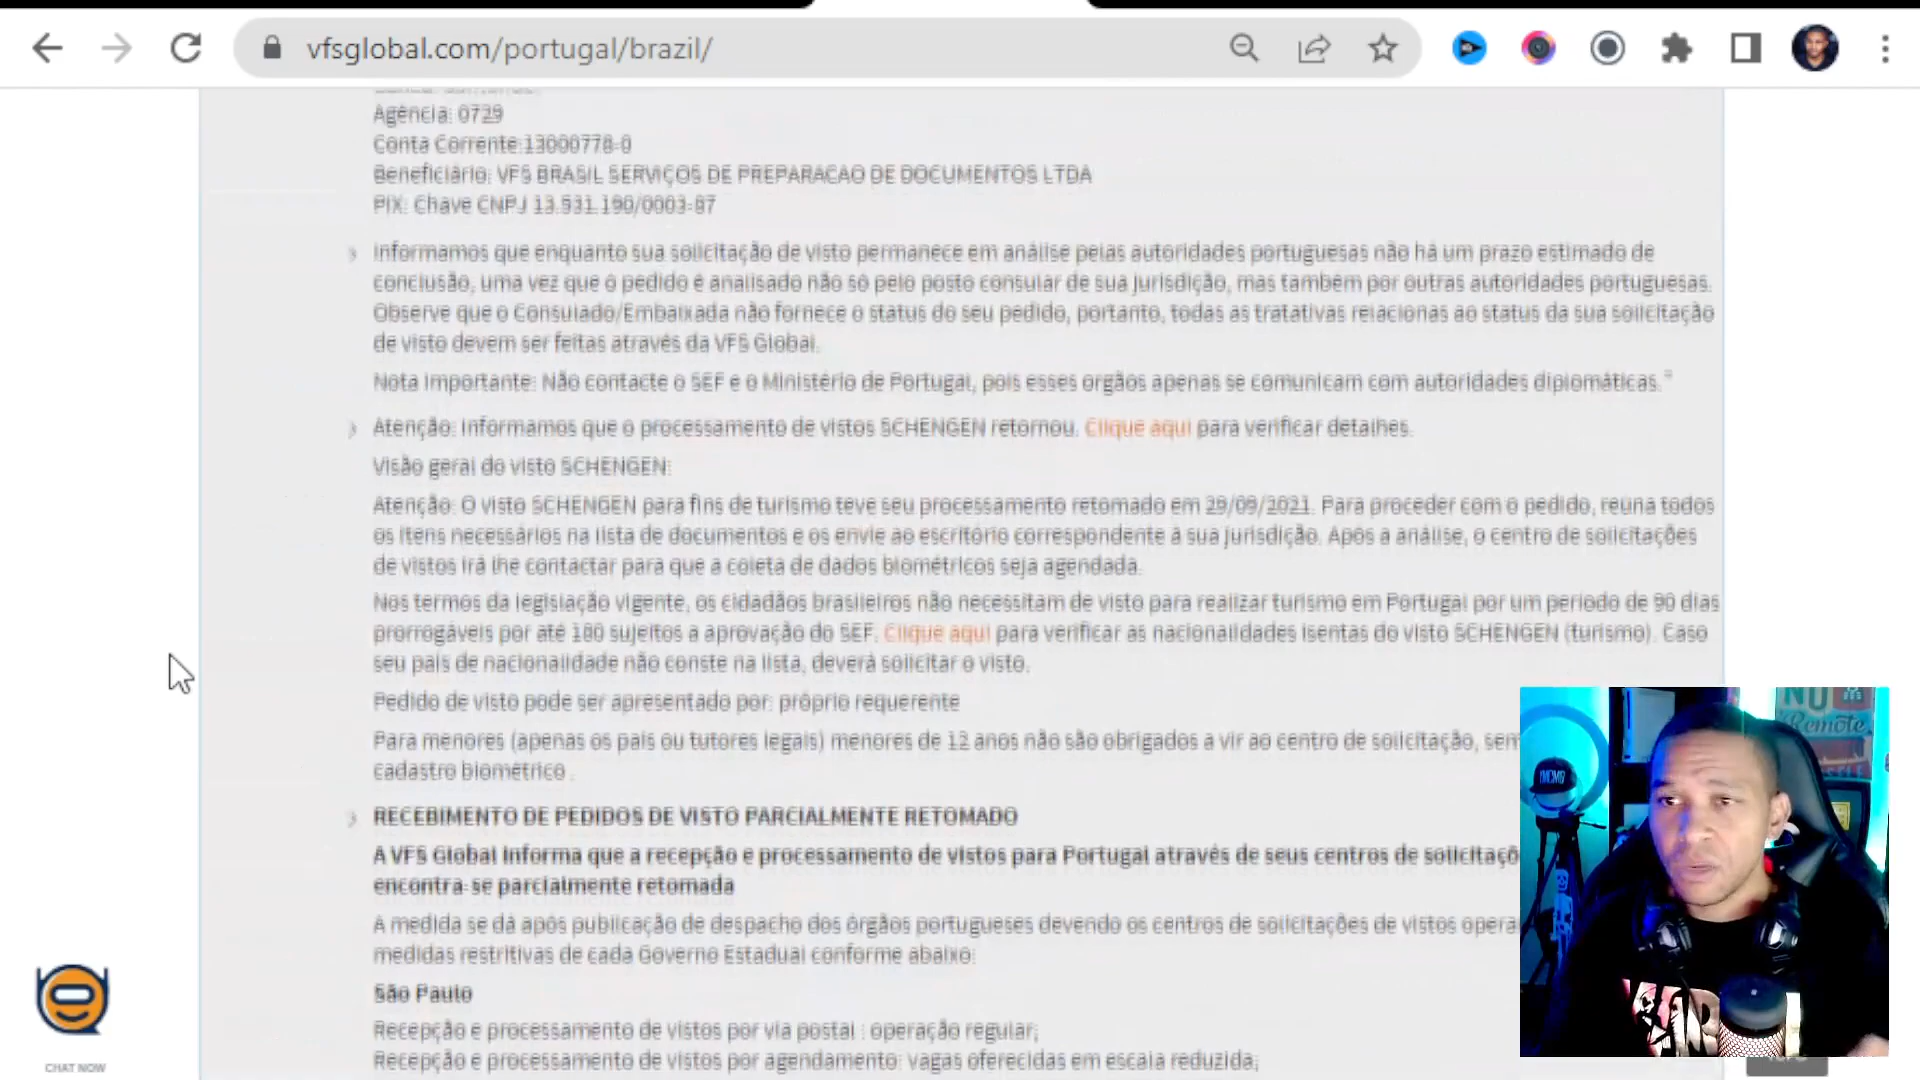 vfsglobal.com/portugal/brazil/
Agência: 0729
Conta Corrente:13000778-0
Beneficiário: VFS BRASIL SERVIÇOS DE PREPARACAO DE DOCUMENTOS LTDA
PIX: Chave CNPJ 13.531.190/0003-87
Informamos que enquanto sua solicitação de visto permanece em análise pelas autoridades portuguesas não há um prazo estimado de
conclusão, uma vez que o pedido é analisado não só pelo posto consular de sua jurisdição, mas também por outras autoridades portuguesas.
Observe que o Consulado/Embaixada não fornece o status do seu pedido, portanto, todas as tratativas relacionas ao status da sua solicitação
de visto devem ser feitas através da VFS Global.
Nota Importante: Não contacte o SEF e o Ministério de Portugal, pois esses orgãos apenas se comunicam com autoridades diplomáticas."
Atenção: Informamos que o processamento de vistos SCHENGEN retornou. Clique aqui para verificar detalhes.
Visão geral do visto SCHENGEN:
Atenção: O visto SCHENGEN para fins de turismo teve seu processamento retomado em 29/09/2021. Para proceder com o pedido, reuna todos
os itens necessários na lista de documentos e os envie ao escritório correspondente à sua jurisdição. Após a análise, o centro de solicitações
de vistos irá lhe contactar para que a coleta de dados biométricos seja agendada.
Nos termos da legislação vigente, os cidadãos brasileiros não necessitam de visto para realizar turismo em Portugal por um período de 90 dias
prorrogáveis por até 180 sujeitos a aprovação do SEF. Clique aqui para verificar as nacionalidades isentas do visto SCHENGEN (turismo). Caso
seu país de nacionalidade não conste na lista, deverá solicitar o visto.
Pedido de visto pode ser apresentado por: próprio requerente
Para menores (apenas os pais ou tutores legais) menores de 12 anos não são obrigados a vir ao centro de solicitação, sem
cadastro biométrico .
RECEBIMENTO DE PEDIDOS DE VISTO PARCIALMENTE RETOMADO
A VFS Global informa que a recepção e processamento de vistos para Portugal através de seus centros de solicitaçõ
encontra-se parcialmente retomada
A medida se dá após publicação de despacho dos órgãos portugueses devendo os centros de solicitações de vistos opera
medidas restritivas de cada Governo Estadual conforme abaixo:
São Paulo
Recepção e processamento de vistos por via postal : operação regular;
Recepção e processamento de vistos por agendamento: vagas oferecidas em escala reduzida;
CHAT NOW
NO
Remote
YMCMB